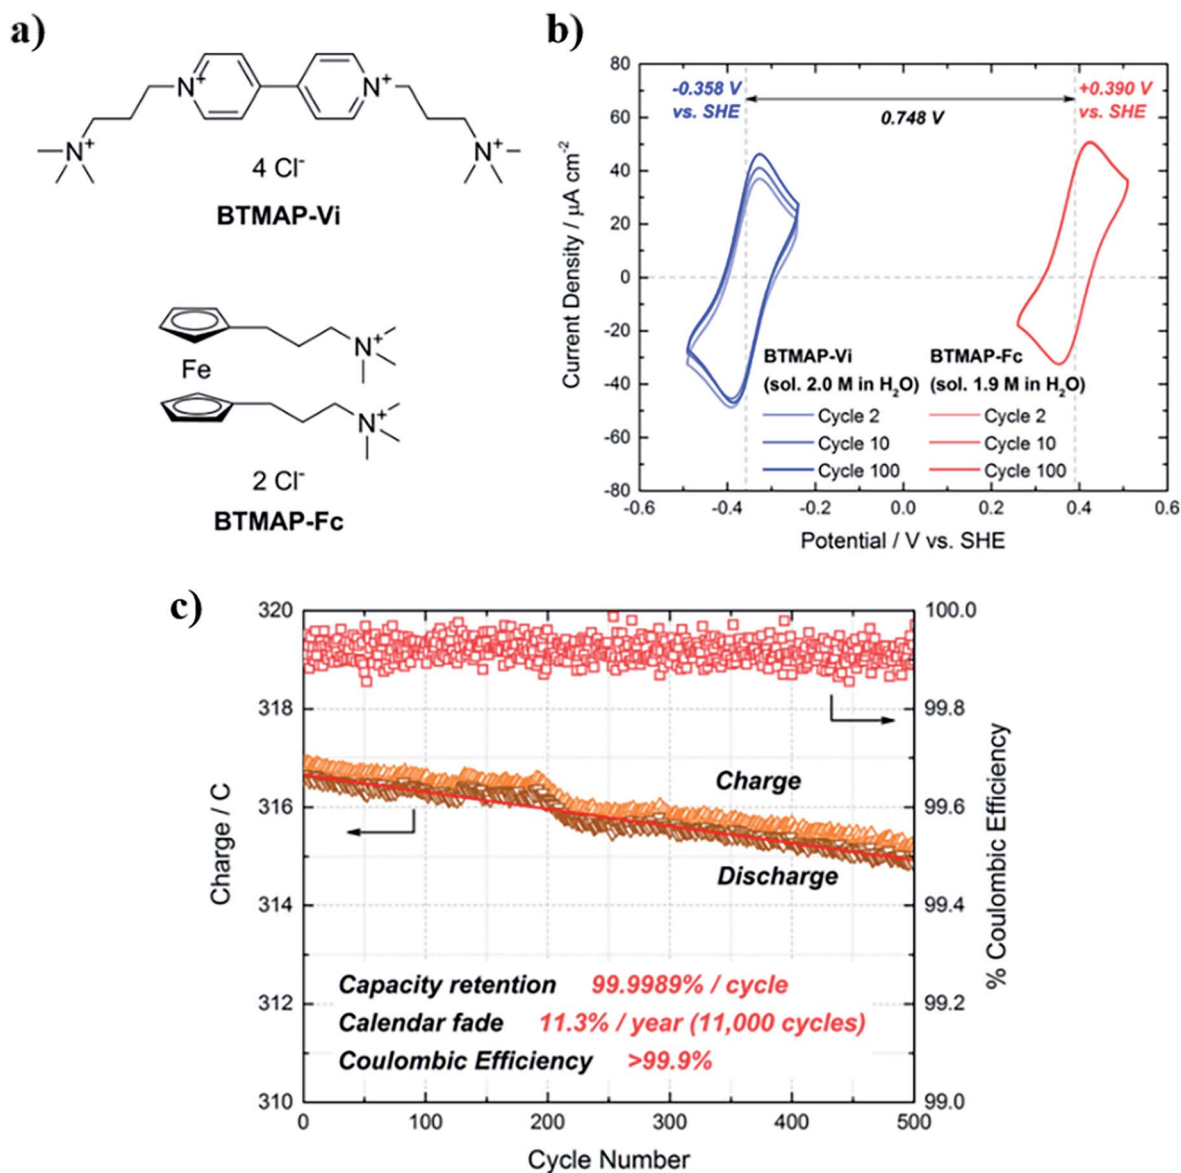 a)
N⁺
N⁺
N⁺
N⁺
4 Cl⁻
BTMAP-Vi
Fe
N⁺
N⁺
2 Cl⁻
BTMAP-Fc
b)
80
60
40
20
0
-20
-40
-60
-80
Current Density / µA cm⁻²
-0.358 V
vs. SHE
0.748 V
+0.390 V
vs. SHE
BTMAP-Vi
(sol. 2.0 M in H₂O)
Cycle 2
Cycle 10
Cycle 100
BTMAP-Fc
(sol. 1.9 M in H₂O)
Cycle 2
Cycle 10
Cycle 100
-0.6 -0.4 -0.2 0.0 0.2 0.4 0.6
Potential / V vs. SHE
c)
320
318
316
314
312
310
Charge / C
Charge
Discharge
Capacity retention 99.9989% / cycle
Calendar fade 11.3% / year (11,000 cycles)
Coulombic Efficiency >99.9%
100.0
99.8
99.6
99.4
99.2
99.0
% Coulombic Efficiency
0 100 200 300 400 500
Cycle Number